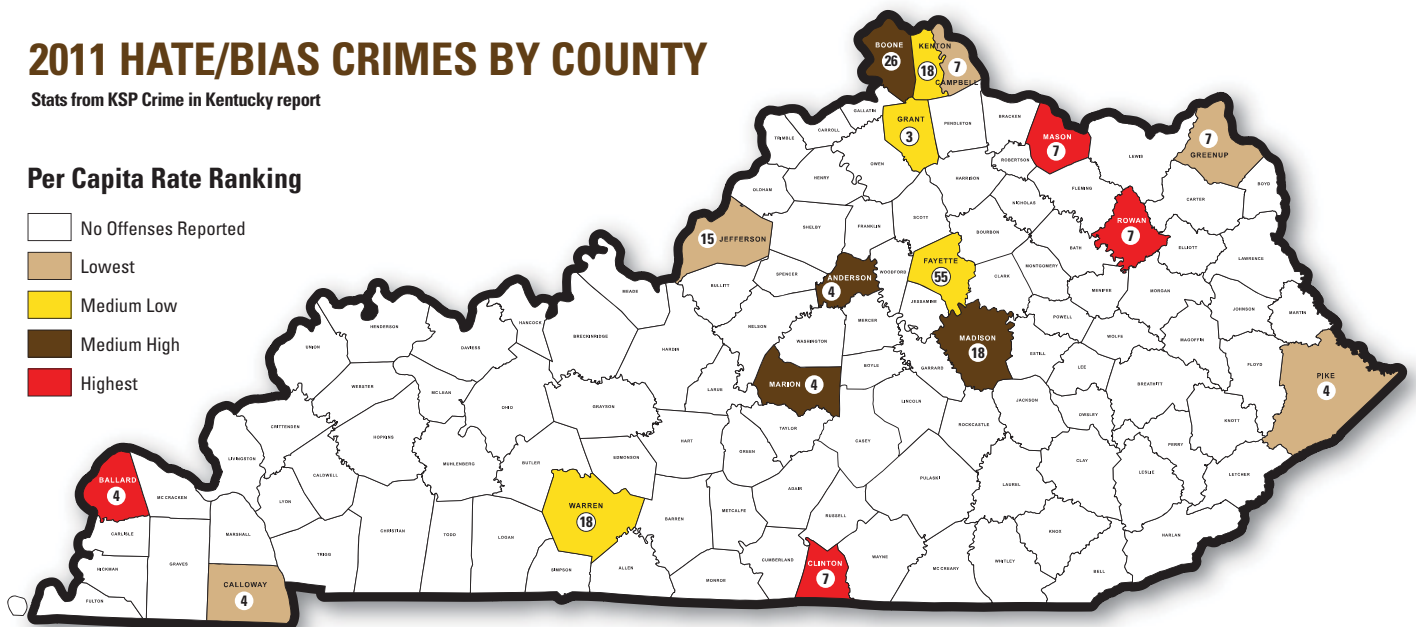 2011 HATE/BIAS CRIMES BY COUNTY
Stats from KSP Crime in Kentucky report
Per Capita Rate Ranking
No Offenses Reported
Lowest
Medium Low
Medium High
Highest
BOONE
26
KENTON
18
7
CAMPBELL
GALLATIN
GRANT
3
PENDLETON
BRACKEN
MASON
7
7
GREENUP
TRIMBLE
CARROLL
OWEN
ROBERTSON
LEWIS
BOYD
OLDHAM
HENRY
HARRISON
FLEMING
CARTER
NICHOLAS
SCOTT
ROWAN
7
15 JEFFERSON
SHELBY
FRANKLIN
BOURBON
BATH
ELLIOTT
LAWRENCE
SPENCER
ANDERSON
4
WOODFORD
FAYETTE
55
CLARK
MONTGOMERY
MENIFEE
MORGAN
BULLITT
MEADE
JESSAMINE
POWELL
JOHNSON
MARTIN
HANCOCK
BRECKINRIDGE
NELSON
MERCER
WASHINGTON
MADISON
18
WOLFE
MAGOFFIN
HENDERSON
UNION
DAVIESS
HARDIN
BOYLE
GARRARD
ESTILL
LEE
FLOYD
PIKE
4
WEBSTER
MCLEAN
LARUE
MARION 4
LINCOLN
JACKSON
BREATHITT
OHIO
GRAYSON
ROCKCASTLE
OWSLEY
KNOTT
CRITTENDEN
HOPKINS
TAYLOR
CASEY
PERRY
LIVINGSTON
CALDWELL
MUHLENBERG
BUTLER
EDMONSON
HART
GREEN
CLAY
LESLIE
LETCHER
BALLARD
4
MC CRACKEN
LYON
WARREN
18
BARREN
METCALFE
ADAIR
RUSSELL
PULASKI
LAUREL
CARLISLE
MARSHALL
CHRISTIAN
TODD
LOGAN
KNOX
HARLAN
HICKMAN
GRAVES
TRIGG
SIMPSON
ALLEN
MONROE
CUMBERLAND
CLINTON
7
WAYNE
MC CREARY
WHITLEY
BELL
CALLOWAY
4
FULTON